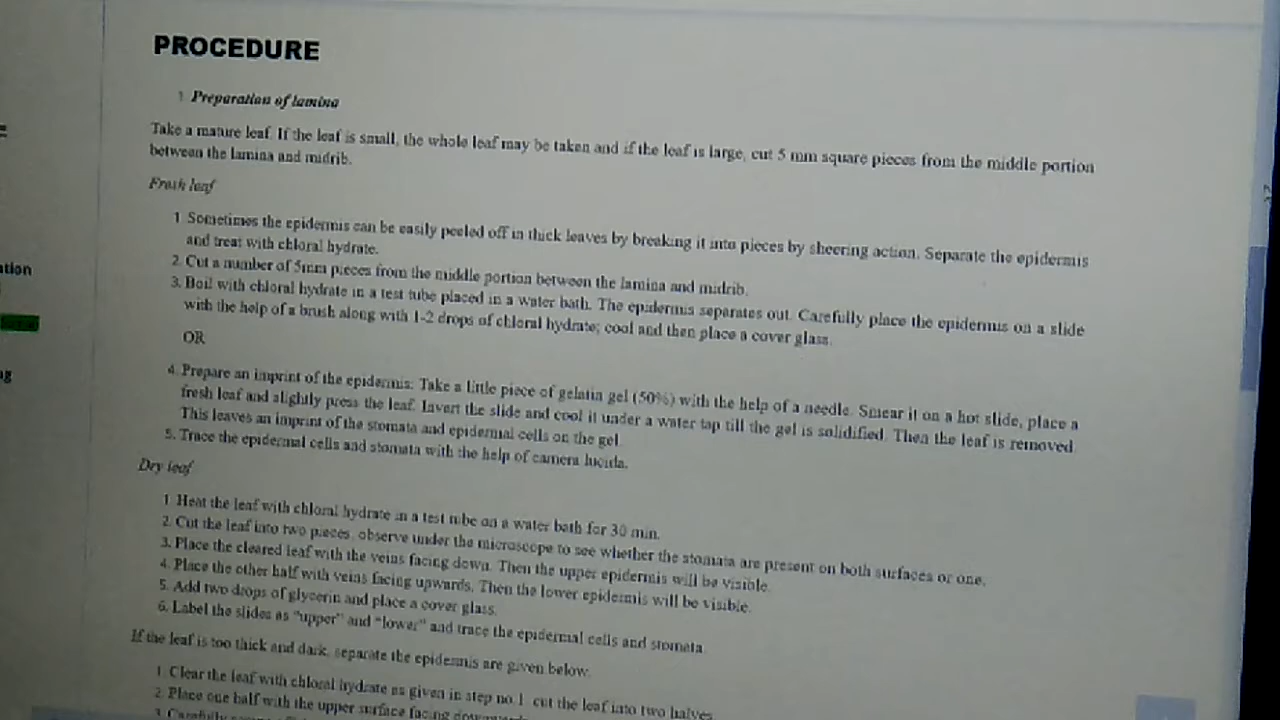 PROCEDURE
1 Preparation of lamina
Take a mature leaf. If the leaf is small, the whole leaf may be taken and if the leaf is large, cut 5 mm square pieces from the middle portion
between the lamina and midrib.
Fresh leaf
1 Sometimes the epidermis can be easily peeled off in thick leaves by breaking it into pieces by sheering action. Separate the epidermis
and treat with chloral hydrate.
2. Cut a number of 5mm pieces from the middle portion between the lamina and midrib.
3. Boil with chloral hydrate in a test tube placed in a water bath. The epidermis separates out. Carefully place the epidermis on a slide
with the help of a brush along with 1-2 drops of chloral hydrate; cool and then place a cover glass.
OR
4. Prepare an imprint of the epidermis. Take a little piece of gelatin gel (50%) with the help of a needle. Smear it on a hot slide, place a
fresh leaf and slightly press the leaf. Invert the slide and cool it under a water tap till the gel is solidified. Then the leaf is removed.
This leaves an imprint of the stomata and epidermal cells on the gel
5. Trace the epidermal cells and stomata with the help of camera lucida.
Dry leaf
1 Heat the leaf with chloral hydrate in a test tube on a water bath for 30 min.
2. Cut the leaf into two pieces, observe under the microscope to see whether the stomata are present on both surfaces or one.
3. Place the cleared leaf with the veins facing down. Then the upper epidermis will be visible.
4. Place the other half with veins facing upwards. Then the lower epidermis will be visible.
5. Add two drops of glycerin and place a cover glass.
6. Label the slides as "upper" and "lower" and trace the epidermal cells and stomata.
If the leaf is too thick and dark, separate the epidermis are given below.
1. Clear the leaf with chloral hydrate as given in step no.1 cut the leaf into two halves
2. Place one half with the upper surface facing
3. Carefully